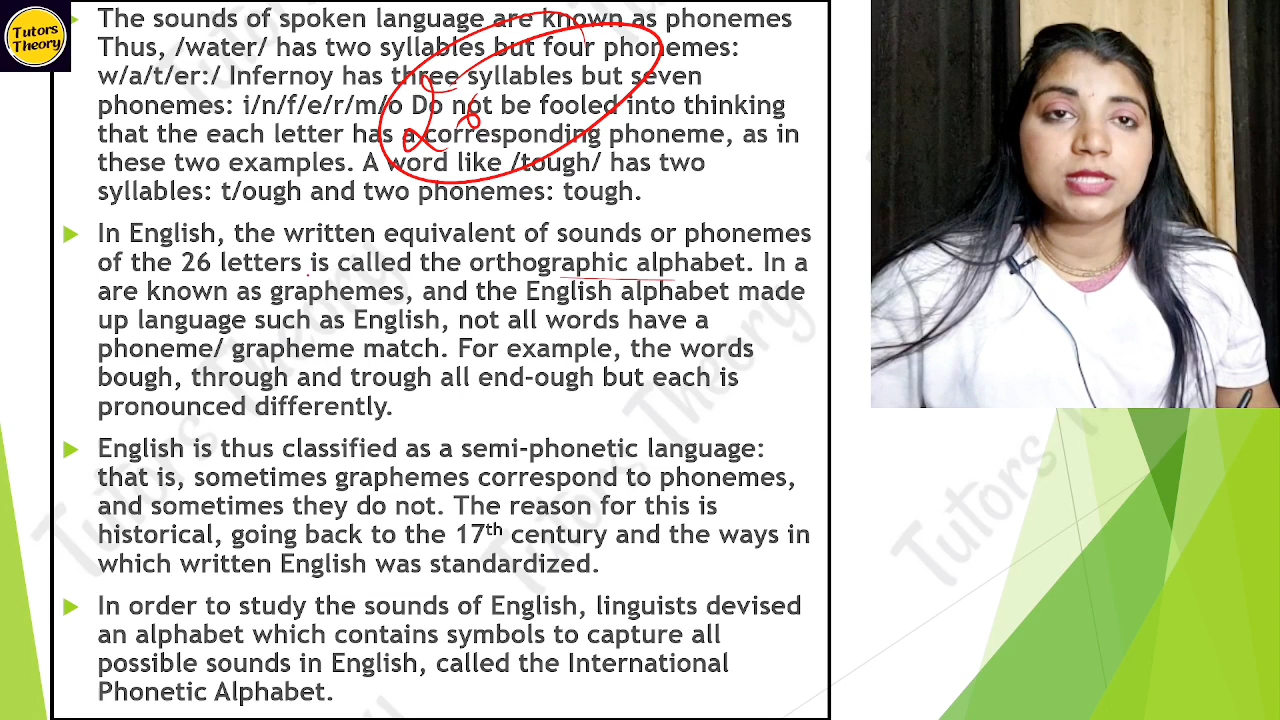 Tutors
Theory
The sounds of spoken language are known as phonemes
Thus, /water/ has two syllables but four phonemes:
w/a/t/er:/ Infernoy has three syllables but seven
phonemes: i/n/f/e/r/m/o Do not be fooled into thinking
that the each letter has a corresponding phoneme, as in
these two examples. A word like /tough/ has two
syllables: t/ough and two phonemes: tough.
In English, the written equivalent of sounds or phonemes
of the 26 letters is called the orthographic alphabet. In a
are known as graphemes, and the English alphabet made
up language such as English, not all words have a
phoneme/ grapheme match. For example, the words
bough, through and trough all end-ough but each is
pronounced differently.
English is thus classified as a semi-phonetic language:
that is, sometimes graphemes correspond to phonemes,
and sometimes they do not. The reason for this is
historical, going back to the 17th century and the ways in
which written English was standardized.
In order to study the sounds of English, linguists devised
an alphabet which contains symbols to capture all
possible sounds in English, called the International
Phonetic Alphabet.
Tutors Theory
Tutors Theory